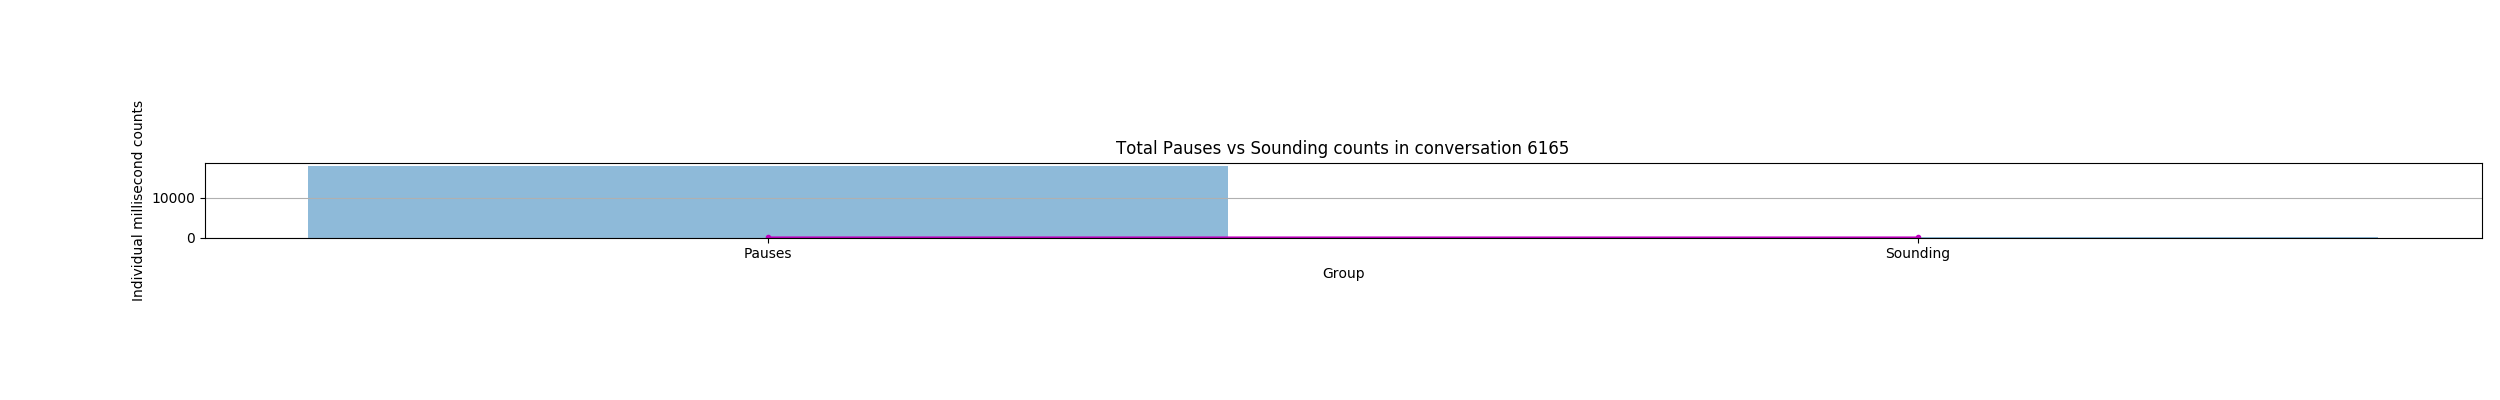 Total Pauses vs Sounding counts in conversation 6165
Individual millisecond counts
10000
0
Pauses
Sounding
Group